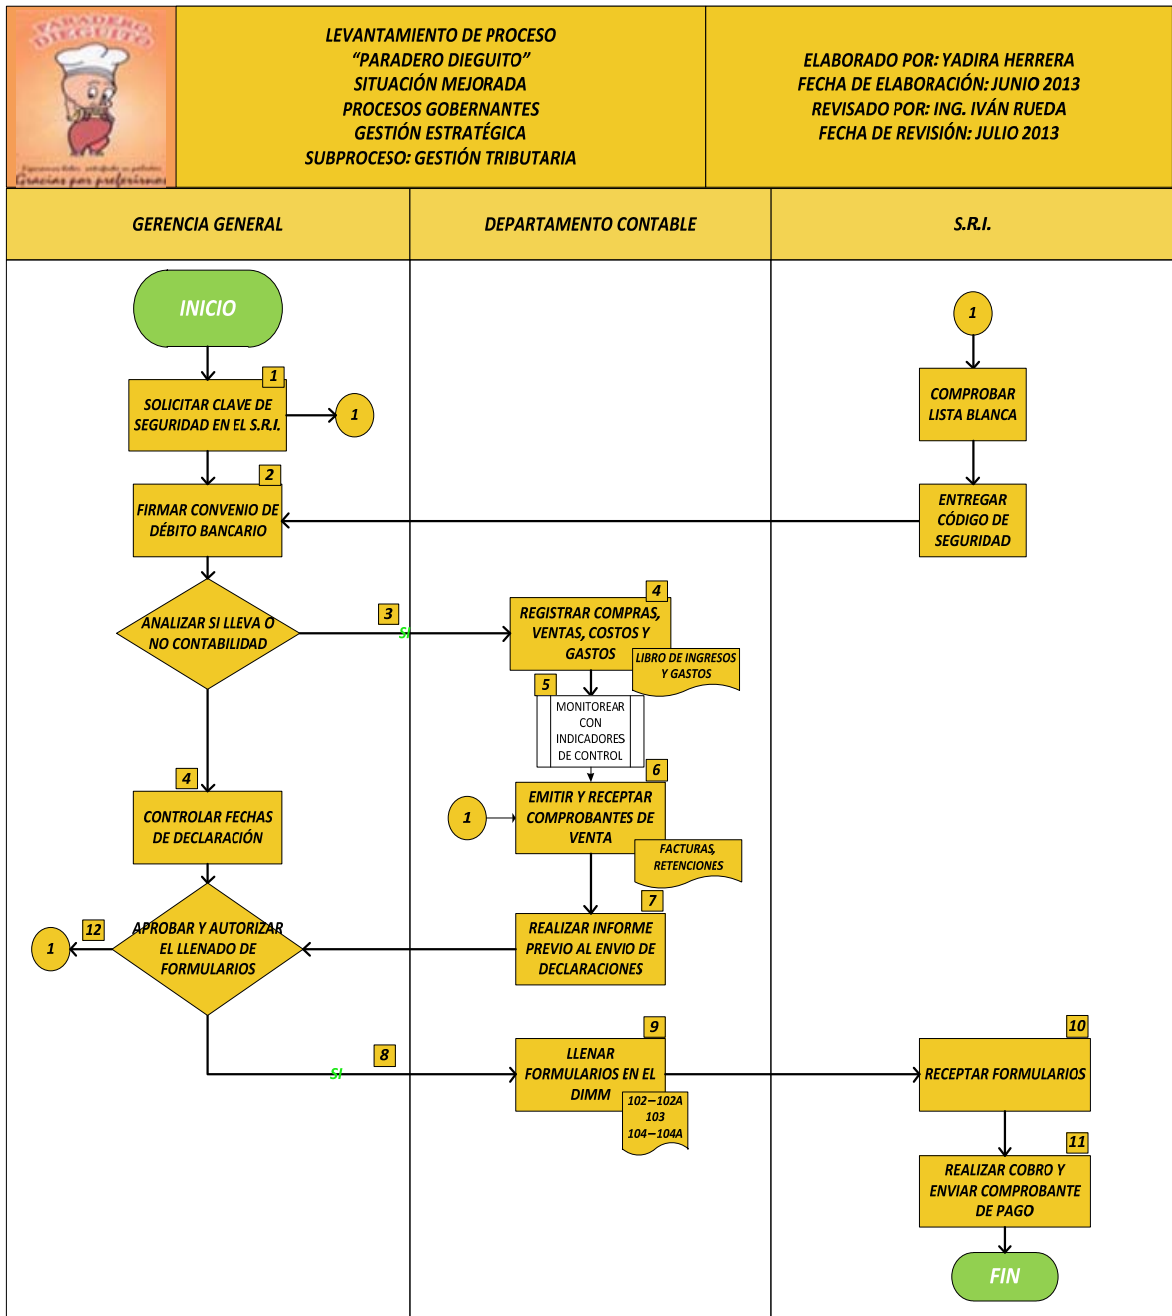 PARADERO
DIEGUITO
Gracias por preferirnos
LEVANTAMIENTO DE PROCESO
“PARADERO DIEGUITO”
SITUACIÓN MEJORADA
PROCESOS GOBERNANTES
GESTIÓN ESTRATÉGICA
SUBPROCESO: GESTIÓN TRIBUTARIA
ELABORADO POR: YADIRA HERRERA
FECHA DE ELABORACIÓN: JUNIO 2013
REVISADO POR: ING. IVÁN RUEDA
FECHA DE REVISIÓN: JULIO 2013
GERENCIA GENERAL
DEPARTAMENTO CONTABLE
S.R.I.
INICIO
1
SOLICITAR CLAVE DE
SEGURIDAD EN EL S.R.I.
1
1
COMPROBAR
LISTA BLANCA
2
FIRMAR CONVENIO DE
DÉBITO BANCARIO
ENTREGAR
CÓDIGO DE
SEGURIDAD
ANALIZAR SI LLEVA O
NO CONTABILIDAD
3
SI
4
REGISTRAR COMPRAS,
VENTAS, COSTOS Y
GASTOS
LIBRO DE INGRESOS
Y GASTOS
5
MONITOREAR
CON
INDICADORES
DE CONTROL
4
CONTROLAR FECHAS
DE DECLARACIÓN
1
6
EMITIR Y RECEPTAR
COMPROBANTES DE
VENTA
FACTURAS,
RETENCIONES
12
1
APROBAR Y AUTORIZAR
EL LLENADO DE
FORMULARIOS
7
REALIZAR INFORME
PREVIO AL ENVIO DE
DECLARACIONES
8
SI
9
LLENAR
FORMULARIOS EN EL
DIMM
102–102A
103
104–104A
10
RECEPTAR FORMULARIOS
11
REALIZAR COBRO Y
ENVIAR COMPROBANTE
DE PAGO
FIN